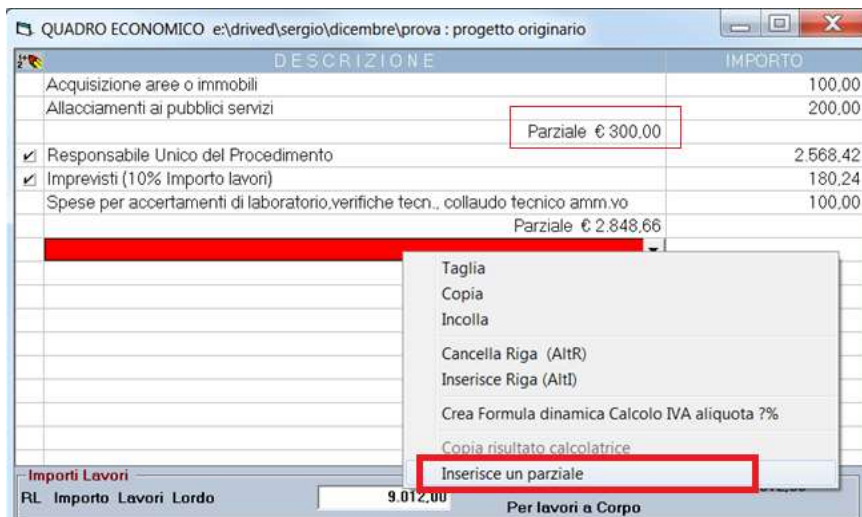 QUADRO ECONOMICO e:\drived\sergio\dicembre\prova : progetto originario
DESCRIZIONE IMPORTO
Acquisizione aree o immobili 100,00
Allacciamenti ai pubblici servizi 200,00
Parziale € 300,00
Responsabile Unico del Procedimento 2.568,42
Imprevisti (10% Importo lavori) 180,24
Spese per accertamenti di laboratorio,verifiche tecn., collaudo tecnico amm.vo 100,00
Parziale € 2.848,66
Taglia
Copia
Incolla
Cancella Riga (AltR)
Inserisce Riga (AltI)
Crea Formula dinamica Calcolo IVA aliquota ?%
Copia risultato calcolatrice
Inserisce un parziale
Importi Lavori
RL Importo Lavori Lordo 9.012,00
Per lavori a Corpo